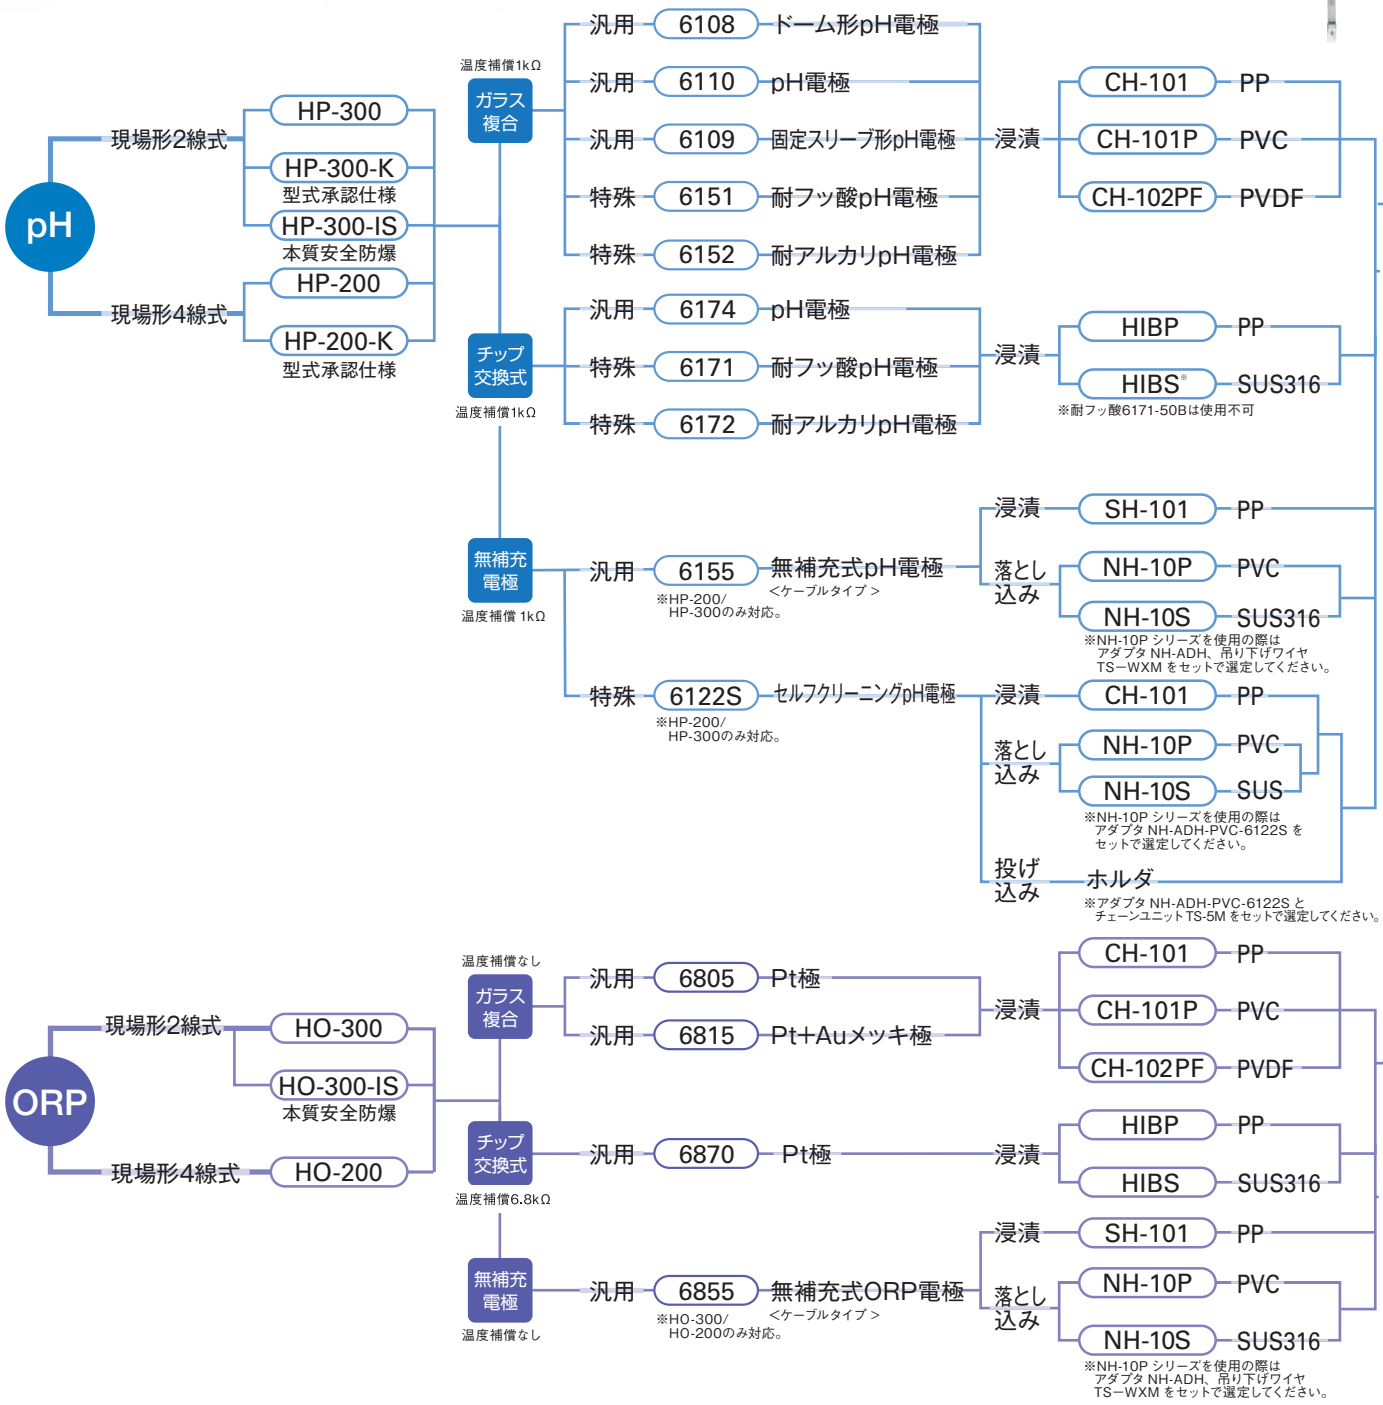 pH
現場形2線式
HP-300
HP-300-K
型式承認仕様
HP-300-IS
本質安全防爆
現場形4線式
HP-200
HP-200-K
型式承認仕様
温度補償1kΩ
ガラス
複合
汎用 6108 ドーム形pH電極
汎用 6110 pH電極
汎用 6109 固定スリーブ形pH電極
特殊 6151 耐フッ酸pH電極
特殊 6152 耐アルカリpH電極
浸漬
CH-101 PP
CH-101P PVC
CH-102PF PVDF
チップ
交換式
温度補償1kΩ
汎用 6174 pH電極
特殊 6171 耐フッ酸pH電極
特殊 6172 耐アルカリpH電極
浸漬
HIBP PP
HIBS※ SUS316
※耐フッ酸6171-50Bは使用不可
無補充
電極
温度補償 1kΩ
汎用 6155 無補充式pH電極
<ケーブルタイプ >
※HP-200/
HP-300のみ対応。
浸漬 SH-101 PP
落とし
込み
NH-10P PVC
NH-10S SUS316
※NH-10P シリーズを使用の際は
アダプタ NH-ADH、吊り下げワイヤ
TS－WXM をセットで選定してください。
特殊 6122S セルフクリーニングpH電極
※HP-200/
HP-300のみ対応。
浸漬 CH-101 PP
落とし
込み
NH-10P PVC
NH-10S SUS
※NH-10P シリーズを使用の際は
アダプタ NH-ADH-PVC-6122S を
セットで選定してください。
投げ
込み
ホルダ
※アダプタ NH-ADH-PVC-6122S と
チェーンユニット TS-5M をセットで選定してください。
ORP
現場形2線式
HO-300
HO-300-IS
本質安全防爆
現場形4線式
HO-200
温度補償なし
ガラス
複合
汎用 6805 Pt極
汎用 6815 Pt+Auメッキ極
浸漬
CH-101 PP
CH-101P PVC
CH-102PF PVDF
チップ
交換式
温度補償6.8kΩ
汎用 6870 Pt極
浸漬
HIBP PP
HIBS SUS316
無補充
電極
温度補償なし
汎用 6855 無補充式ORP電極
<ケーブルタイプ >
※HO-300/
HO-200のみ対応。
浸漬 SH-101 PP
落とし
込み
NH-10P PVC
NH-10S SUS316
※NH-10P シリーズを使用の際は
アダプタ NH-ADH、吊り下げワイヤ
TS－WXM をセットで選定してください。